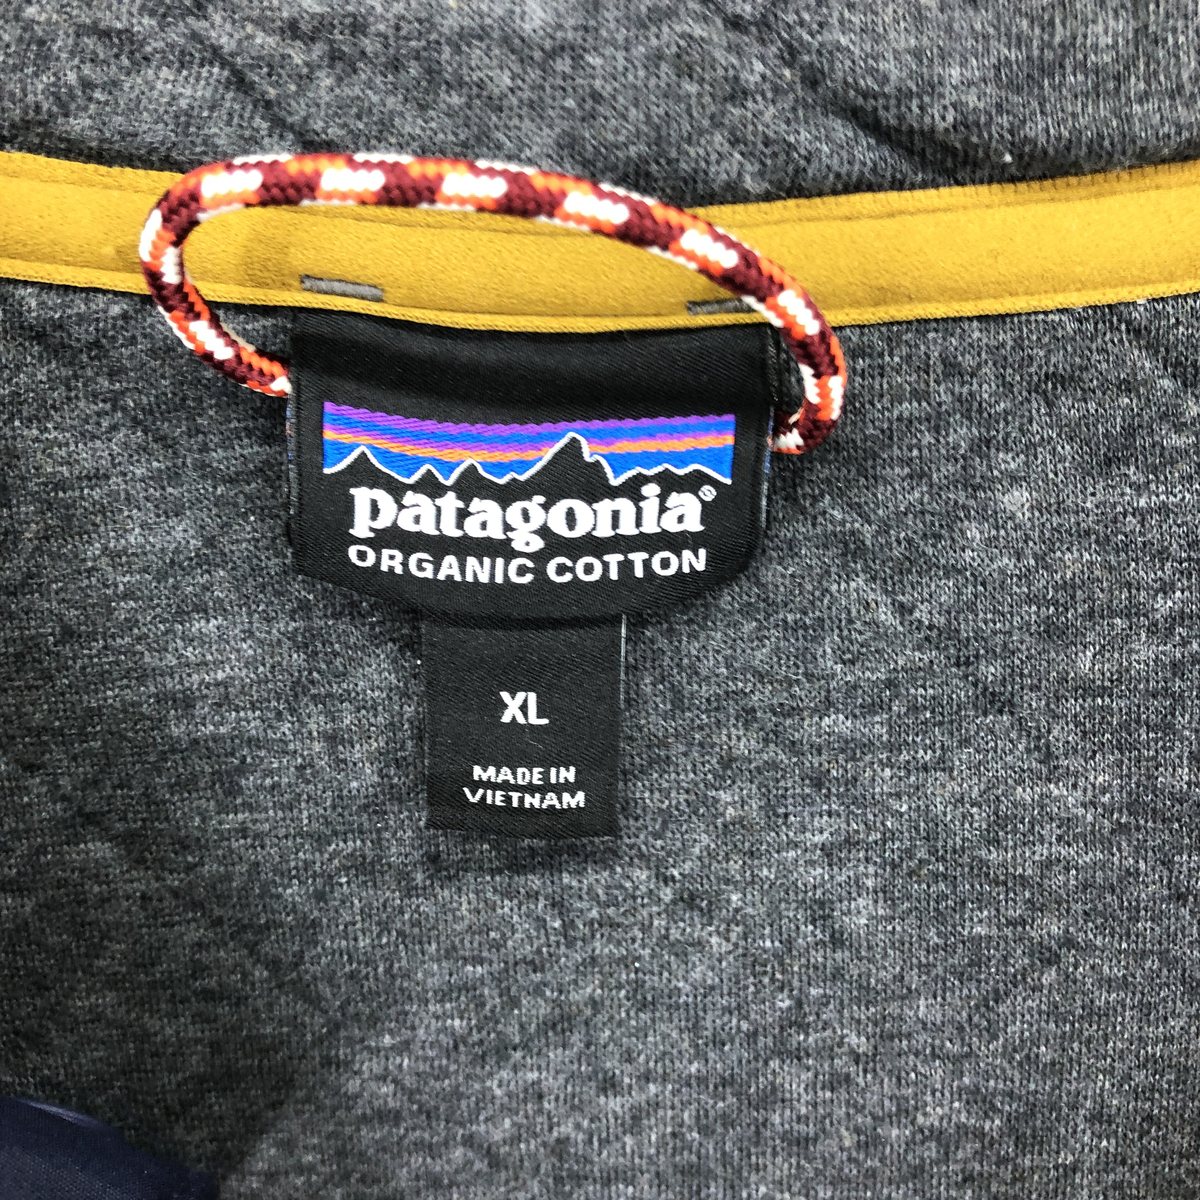 patagonia®
ORGANIC COTTON
XL
MADE IN
VIETNAM